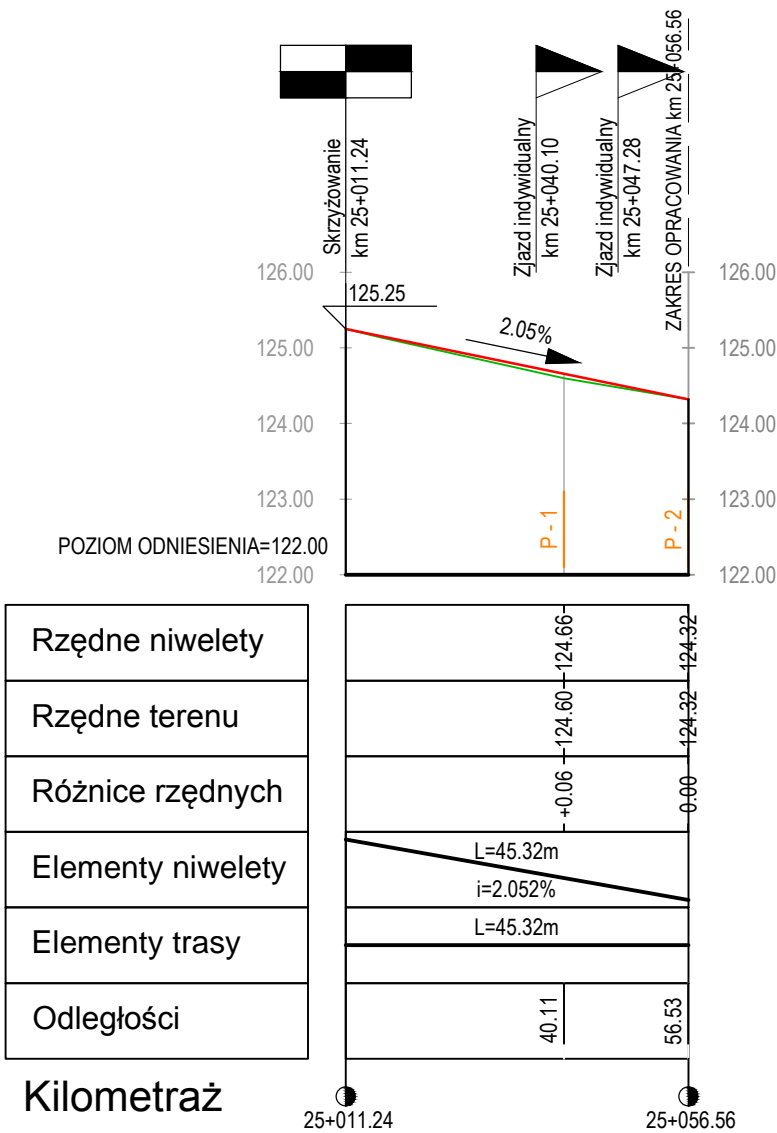 Skrzyżowanie
km 25+011.24
Zjazd indywidualny
km 25+040.10
Zjazd indywidualny
km 25+047.28
ZAKRES OPRACOWANIA km 25+056.56
126.00
126.00
125.25
2.05%
125.00
125.00
124.00
124.00
123.00
123.00
P - 1
P - 2
POZIOM ODNIESIENIA=122.00
122.00
122.00
Rzędne niwelety
124.66
124.32
Rzędne terenu
124.60
124.32
Różnice rzędnych
+0.06
0.00
Elementy niwelety
L=45.32m
i=2.052%
Elementy trasy
L=45.32m
Odległości
40.11
56.53
Kilometraż
25+011.24
25+056.56